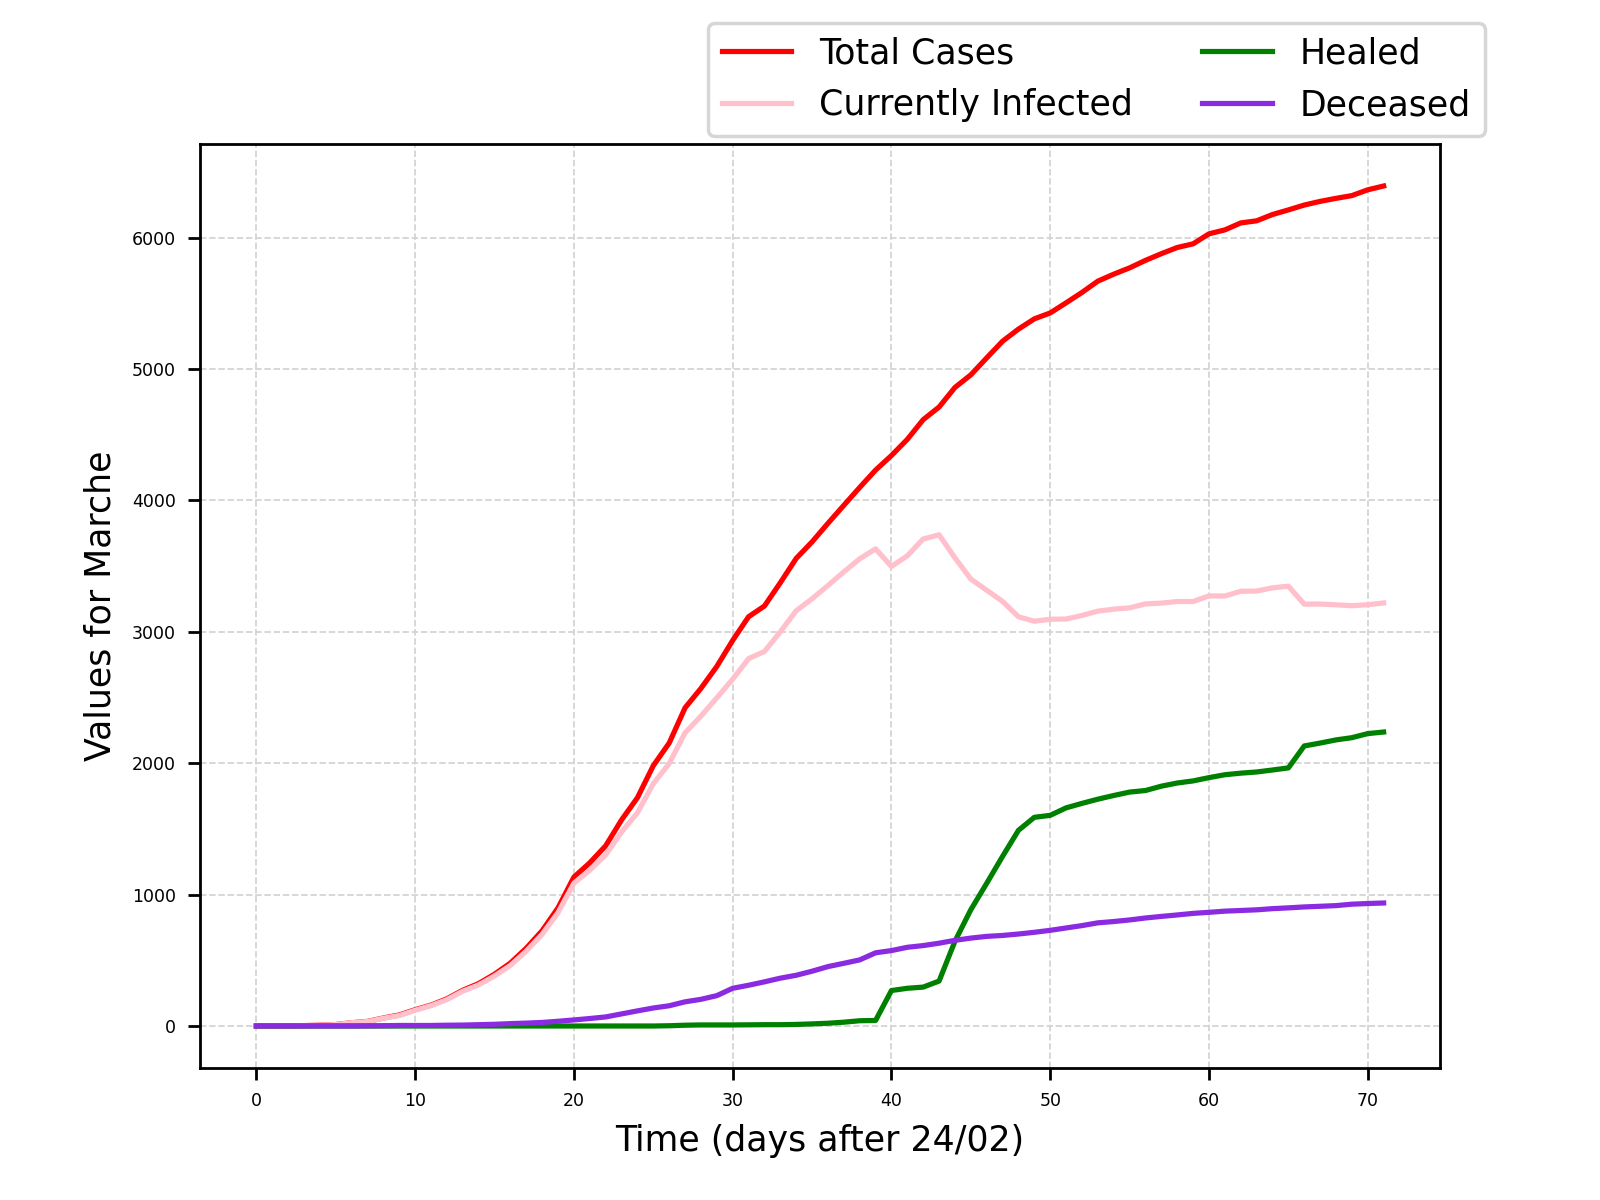 Total Cases
Currently Infected
Healed
Deceased
Values for Marche
6000
5000
4000
3000
2000
1000
0
0 10 20 30 40 50 60 70
Time (days after 24/02)